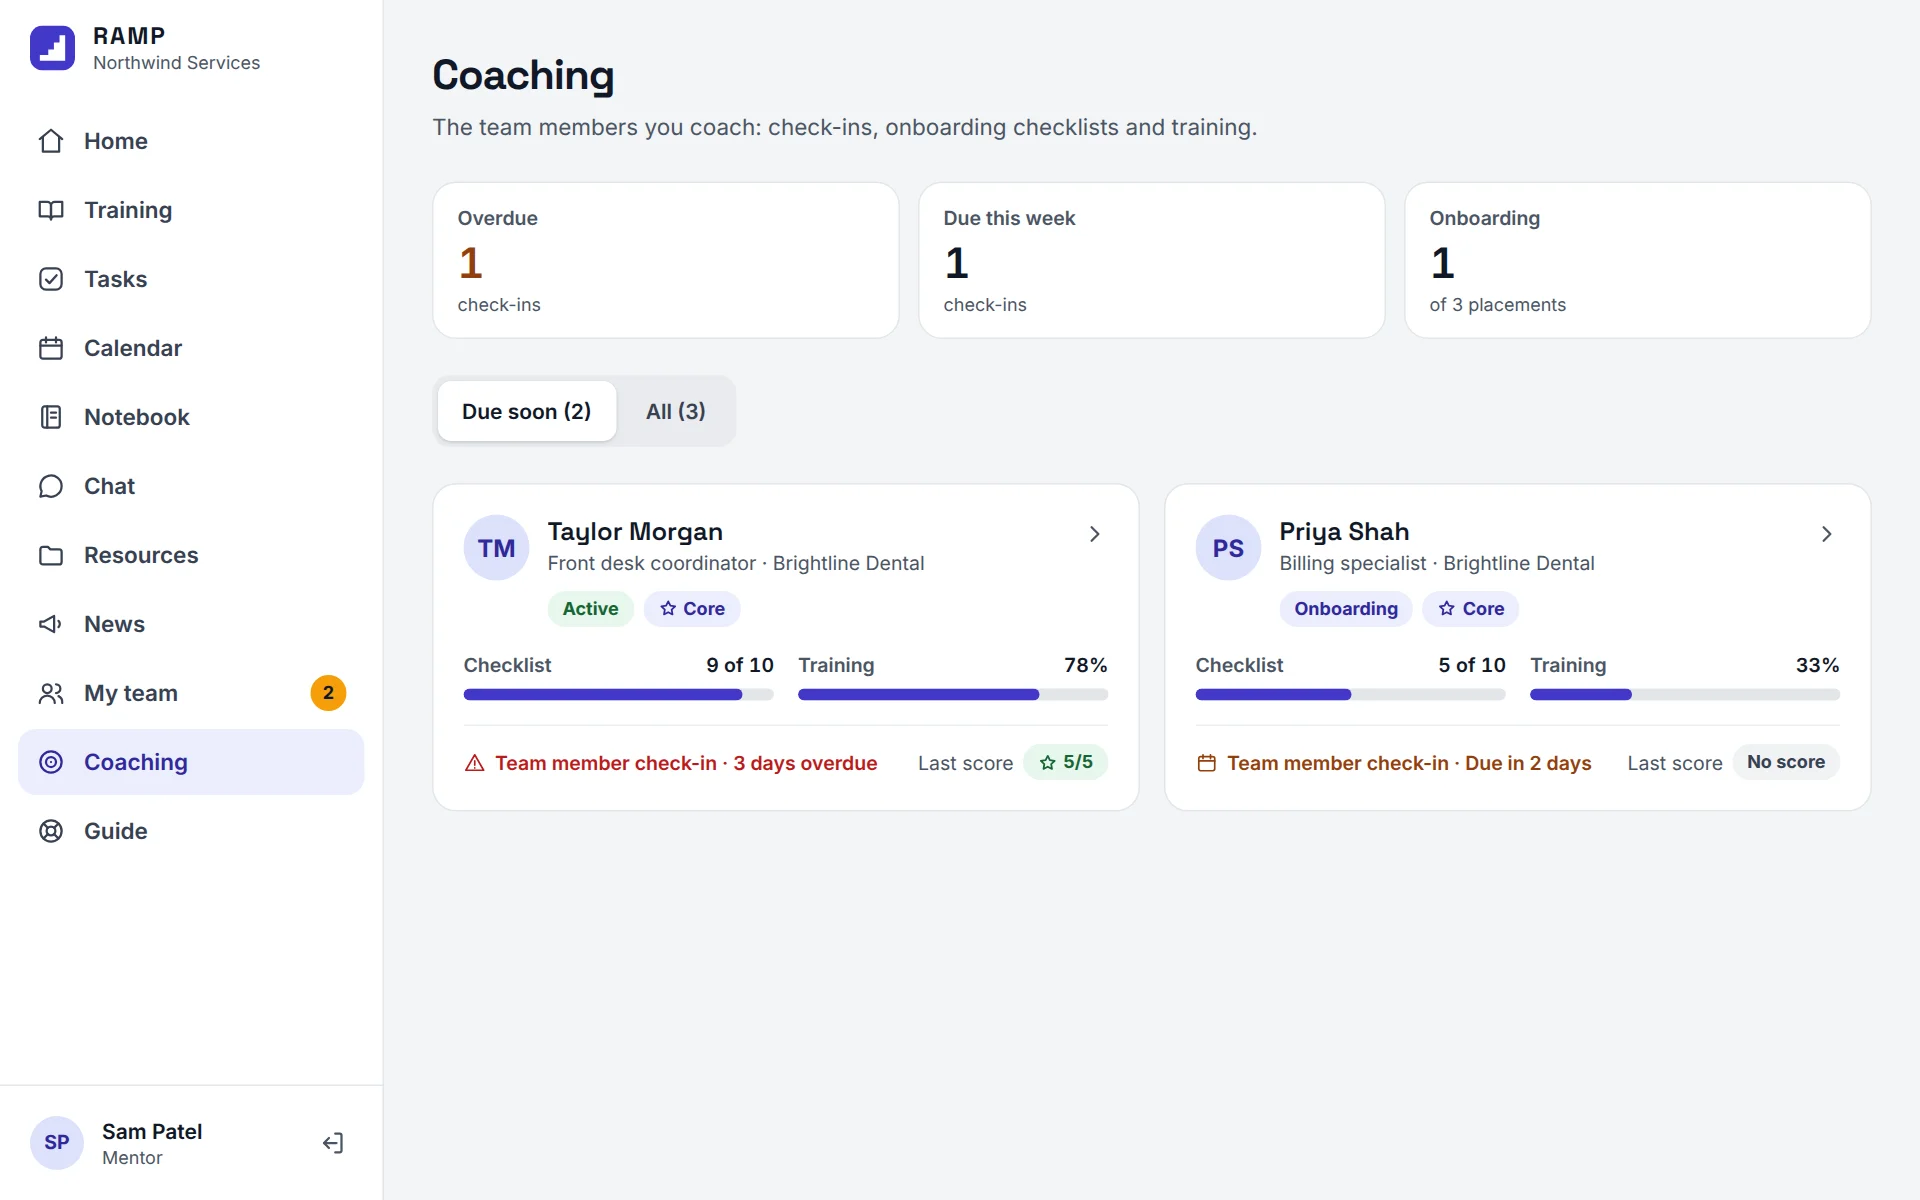 RAMP
Northwind Services
Home
Training
Tasks
Calendar
Notebook
Chat
Resources
News
My team 2
Coaching
Guide
SP Sam Patel
Mentor
Coaching
The team members you coach: check-ins, onboarding checklists and training.
Overdue
1
check-ins
Due this week
1
check-ins
Onboarding
1
of 3 placements
Due soon (2) All (3)
TM Taylor Morgan
Front desk coordinator · Brightline Dental
Active Core
Checklist 9 of 10 Training 78%
Team member check-in · 3 days overdue Last score 5/5
PS Priya Shah
Billing specialist · Brightline Dental
Onboarding Core
Checklist 5 of 10 Training 33%
Team member check-in · Due in 2 days Last score No score